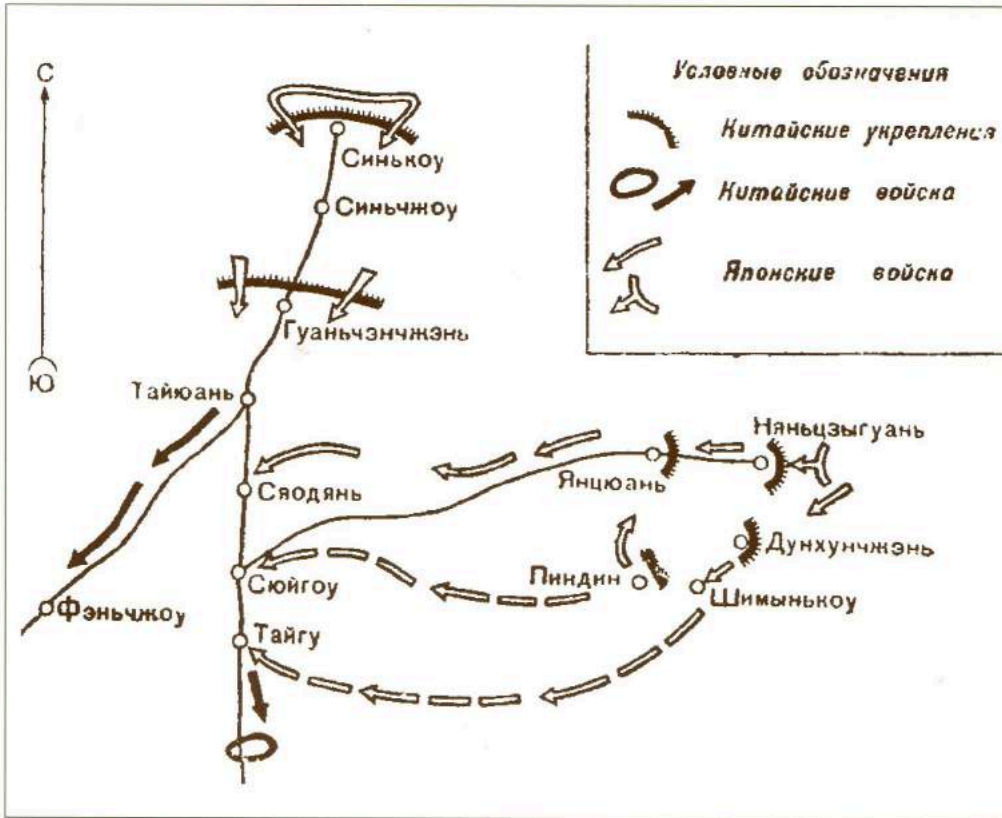 С
Ю
Условные обозначения
Китайские укрепления
Китайские войска
Японские войска
Синькоу
Синьчжоу
Гуаньчэнчжэнь
Тайюань
Няньцзыгуань
Янцюань
Сяодянь
Дунхунчжэнь
Пиндин
Шимынькоу
Сюйгоу
Фэньчжоу
Тайгу